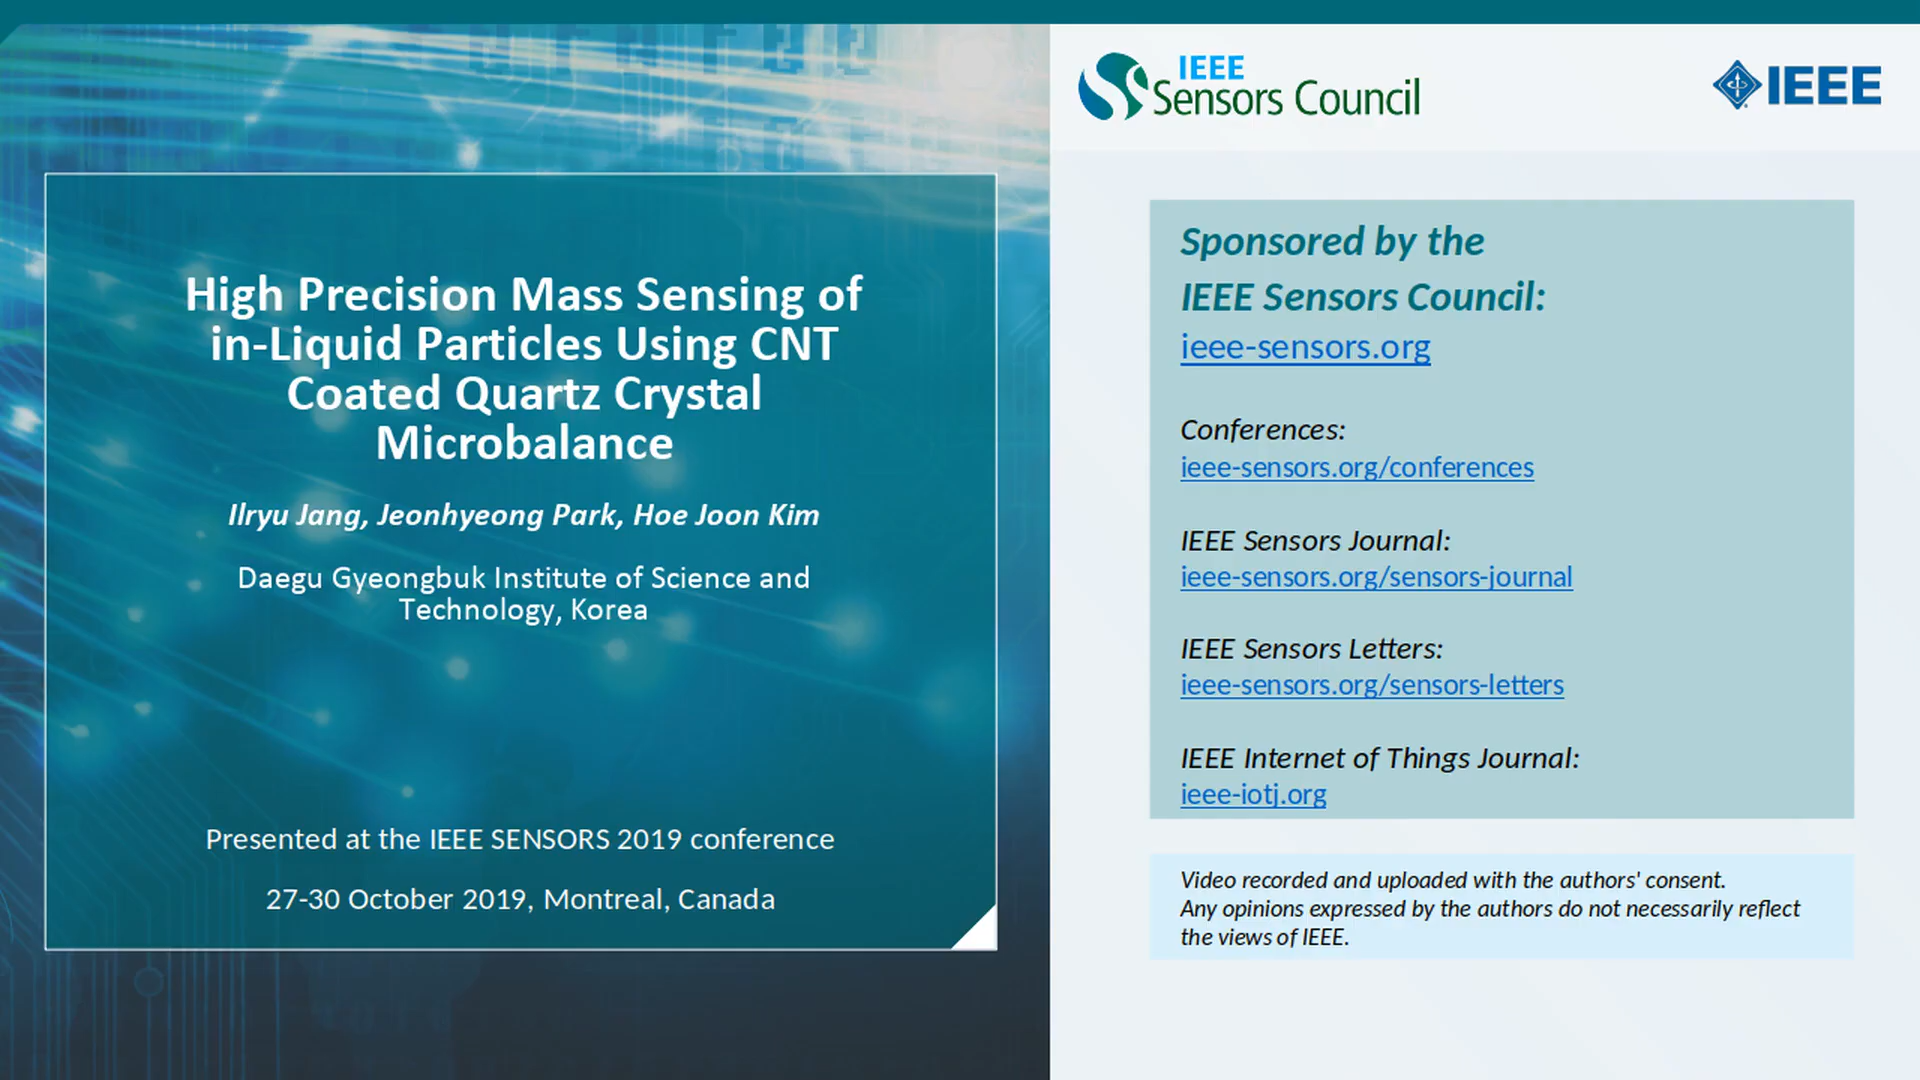 High Precision Mass Sensing of
in-Liquid Particles Using CNT
Coated Quartz Crystal
Microbalance
Ilryu Jang, Jeonhyeong Park, Hoe Joon Kim
Daegu Gyeongbuk Institute of Science and
Technology, Korea
Presented at the IEEE SENSORS 2019 conference
27-30 October 2019, Montreal, Canada
IEEE
Sensors Council
IEEE
Sponsored by the
IEEE Sensors Council:
ieee-sensors.org
Conferences:
ieee-sensors.org/conferences
IEEE Sensors Journal:
ieee-sensors.org/sensors-journal
IEEE Sensors Letters:
ieee-sensors.org/sensors-letters
IEEE Internet of Things Journal:
ieee-iotj.org
Video recorded and uploaded with the authors' consent.
Any opinions expressed by the authors do not necessarily reflect
the views of IEEE.